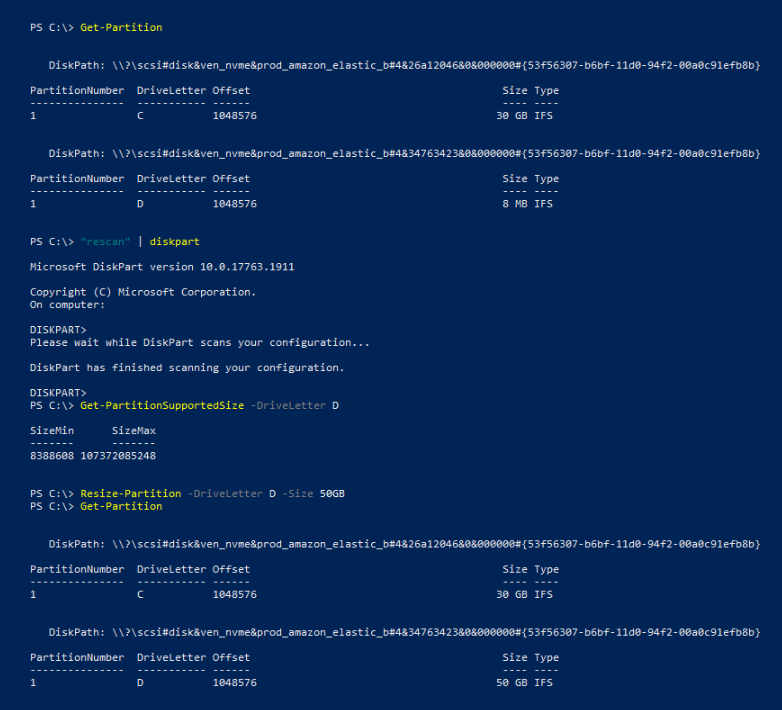 PS C:\> Get-Partition
DiskPath: \\?\scsi#disk&ven_nvme&prod_amazon_elastic_b#4&26a12046&0&000000#{53f56307-b6bf-11d0-94f2-00a0c91efb8b}
PartitionNumber  DriveLetter Offset                                        Size Type
---------------  ----------- ------                                        ---- ----
1                C           1048576                                      30 GB IFS
DiskPath: \\?\scsi#disk&ven_nvme&prod_amazon_elastic_b#4&34763423&0&000000#{53f56307-b6bf-11d0-94f2-00a0c91efb8b}
PartitionNumber  DriveLetter Offset                                        Size Type
---------------  ----------- ------                                        ---- ----
1                D           1048576                                       8 MB IFS
PS C:\> "rescan" | diskpart
Microsoft DiskPart version 10.0.17763.1911
Copyright (C) Microsoft Corporation.
On computer:
DISKPART>
Please wait while DiskPart scans your configuration...
DiskPart has finished scanning your configuration.
DISKPART>
PS C:\> Get-PartitionSupportedSize -DriveLetter D
SizeMin      SizeMax
-------      -------
8388608 107372085248
PS C:\> Resize-Partition -DriveLetter D -Size 50GB
PS C:\> Get-Partition
DiskPath: \\?\scsi#disk&ven_nvme&prod_amazon_elastic_b#4&26a12046&0&000000#{53f56307-b6bf-11d0-94f2-00a0c91efb8b}
PartitionNumber  DriveLetter Offset                                        Size Type
---------------  ----------- ------                                        ---- ----
1                C           1048576                                      30 GB IFS
DiskPath: \\?\scsi#disk&ven_nvme&prod_amazon_elastic_b#4&34763423&0&000000#{53f56307-b6bf-11d0-94f2-00a0c91efb8b}
PartitionNumber  DriveLetter Offset                                        Size Type
---------------  ----------- ------                                        ---- ----
1                D           1048576                                      50 GB IFS